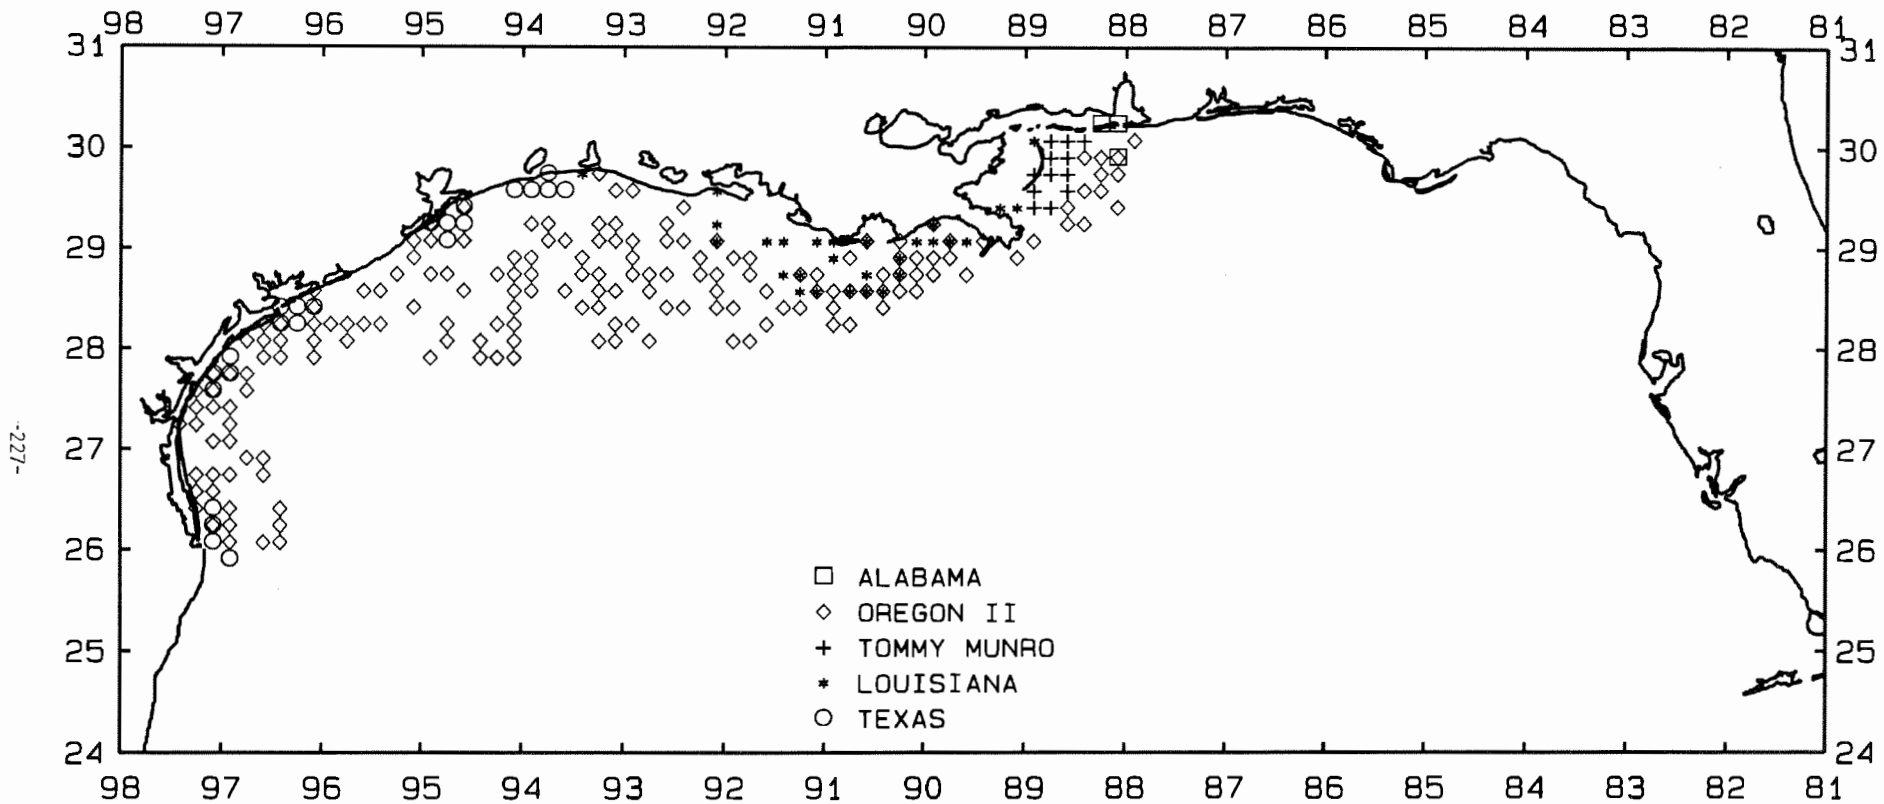 98 97 96 95 94 93 92 91 90 89 88 87 86 85 84 83 82 81
31 31
30 30
29 29
28 28
27 27
26 26
25 25
24 24
ALABAMA
OREGON II
TOMMY MUNRO
LOUISIANA
TEXAS
98 97 96 95 94 93 92 91 90 89 88 87 86 85 84 83 82 81
-227-